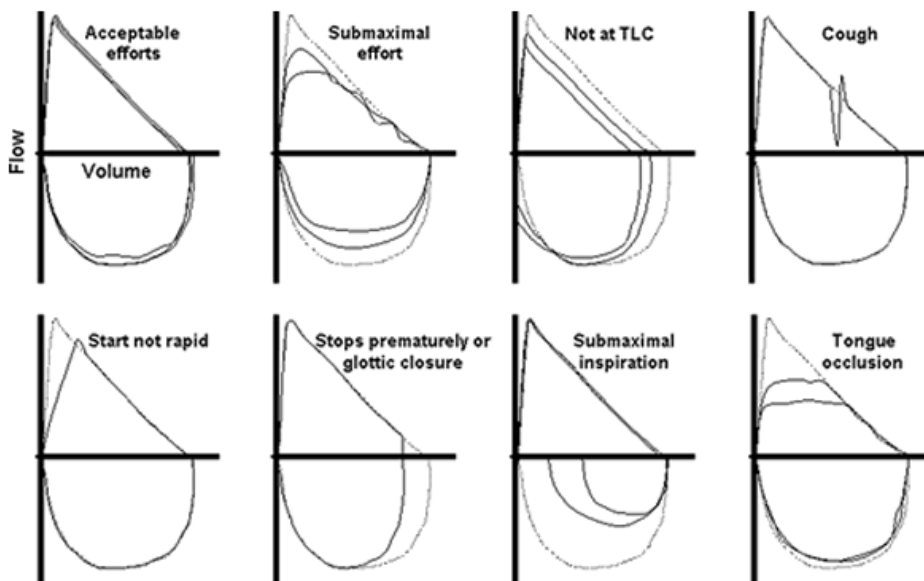 Acceptable
efforts
Submaximal
effort
Not at TLC
Cough
Flow
Volume
Start not rapid
Stops prematurely or
glottic closure
Submaximal
inspiration
Tongue
occlusion